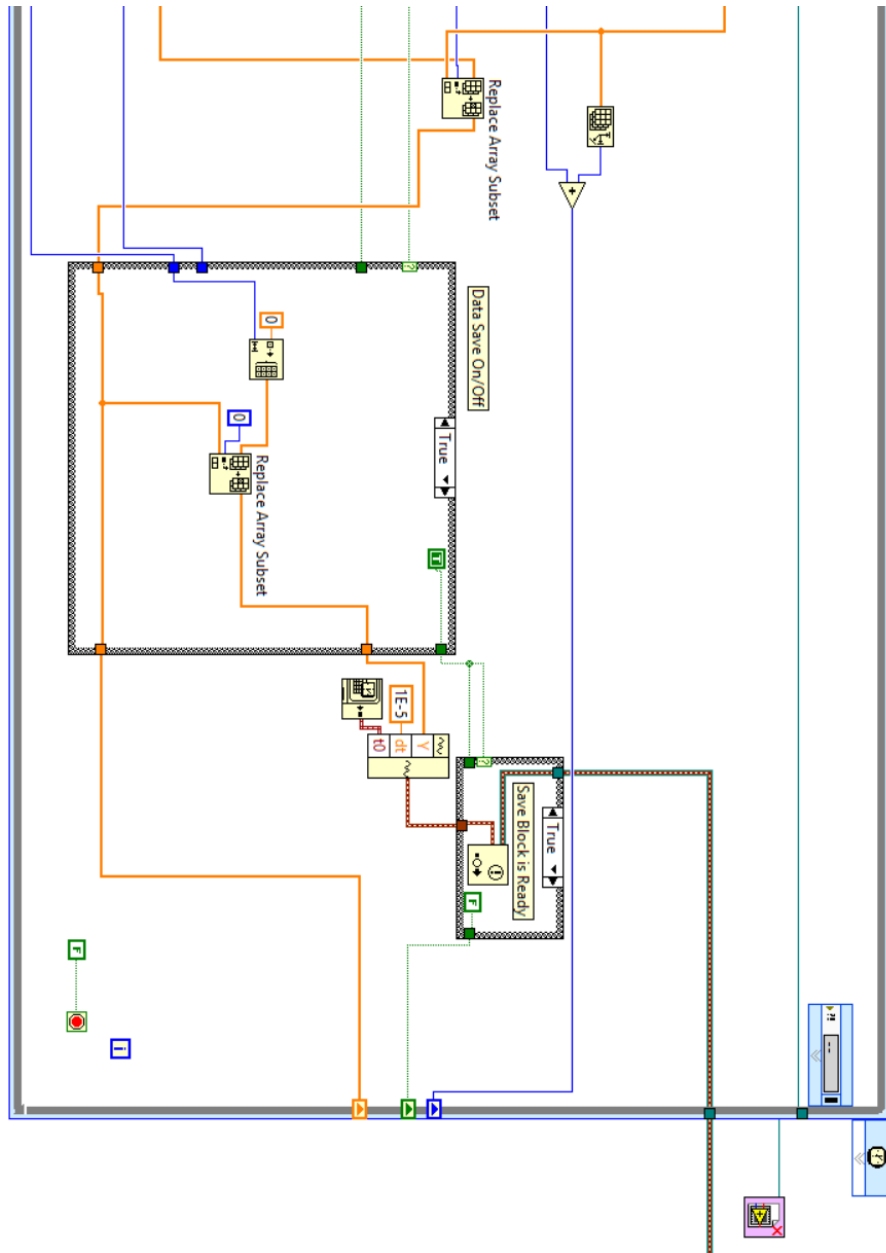 Replace Array Subset
Data Save On/Off
True
0
0
Replace Array Subset
T
1E-5
Y
dt
t0
True
Save Block is Ready
F
F
i
?!
--